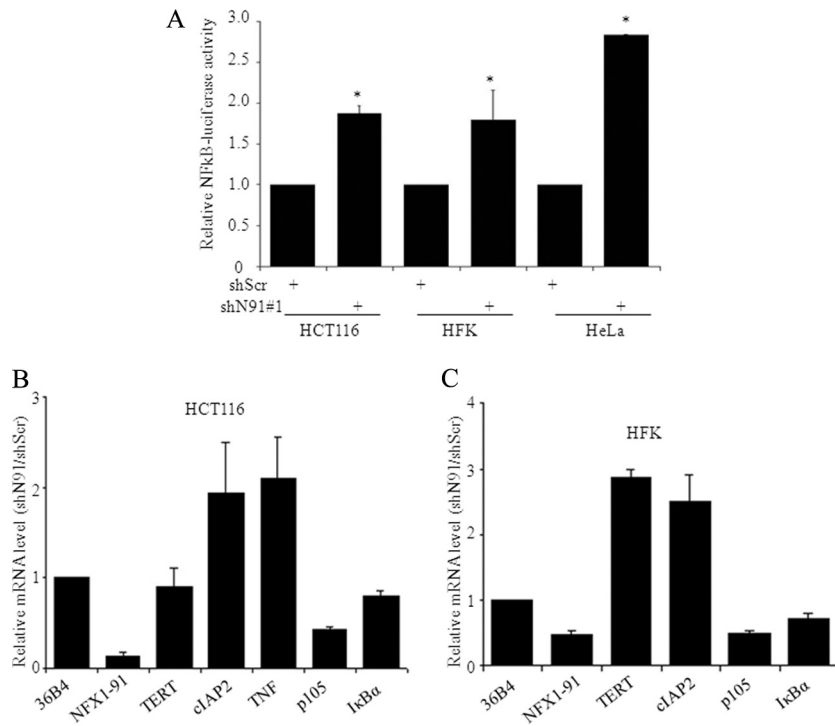 A
Relative NFkB-luciferase activity
3.0
2.5
2.0
1.5
1.0
0.5
0
* * *
shScr + + +
shN91#1 + + +
HCT116 HFK HeLa
B
HCT116
Relative mRNA level (shN91/shScr)
3
2
1
0
36B4 NFX1-91 TERT cIAP2 TNF p105 IκBα
C
HFK
Relative mRNA level (shN91/shScr)
4
3
2
1
0
36B4 NFX1-91 TERT cIAP2 p105 IκBα